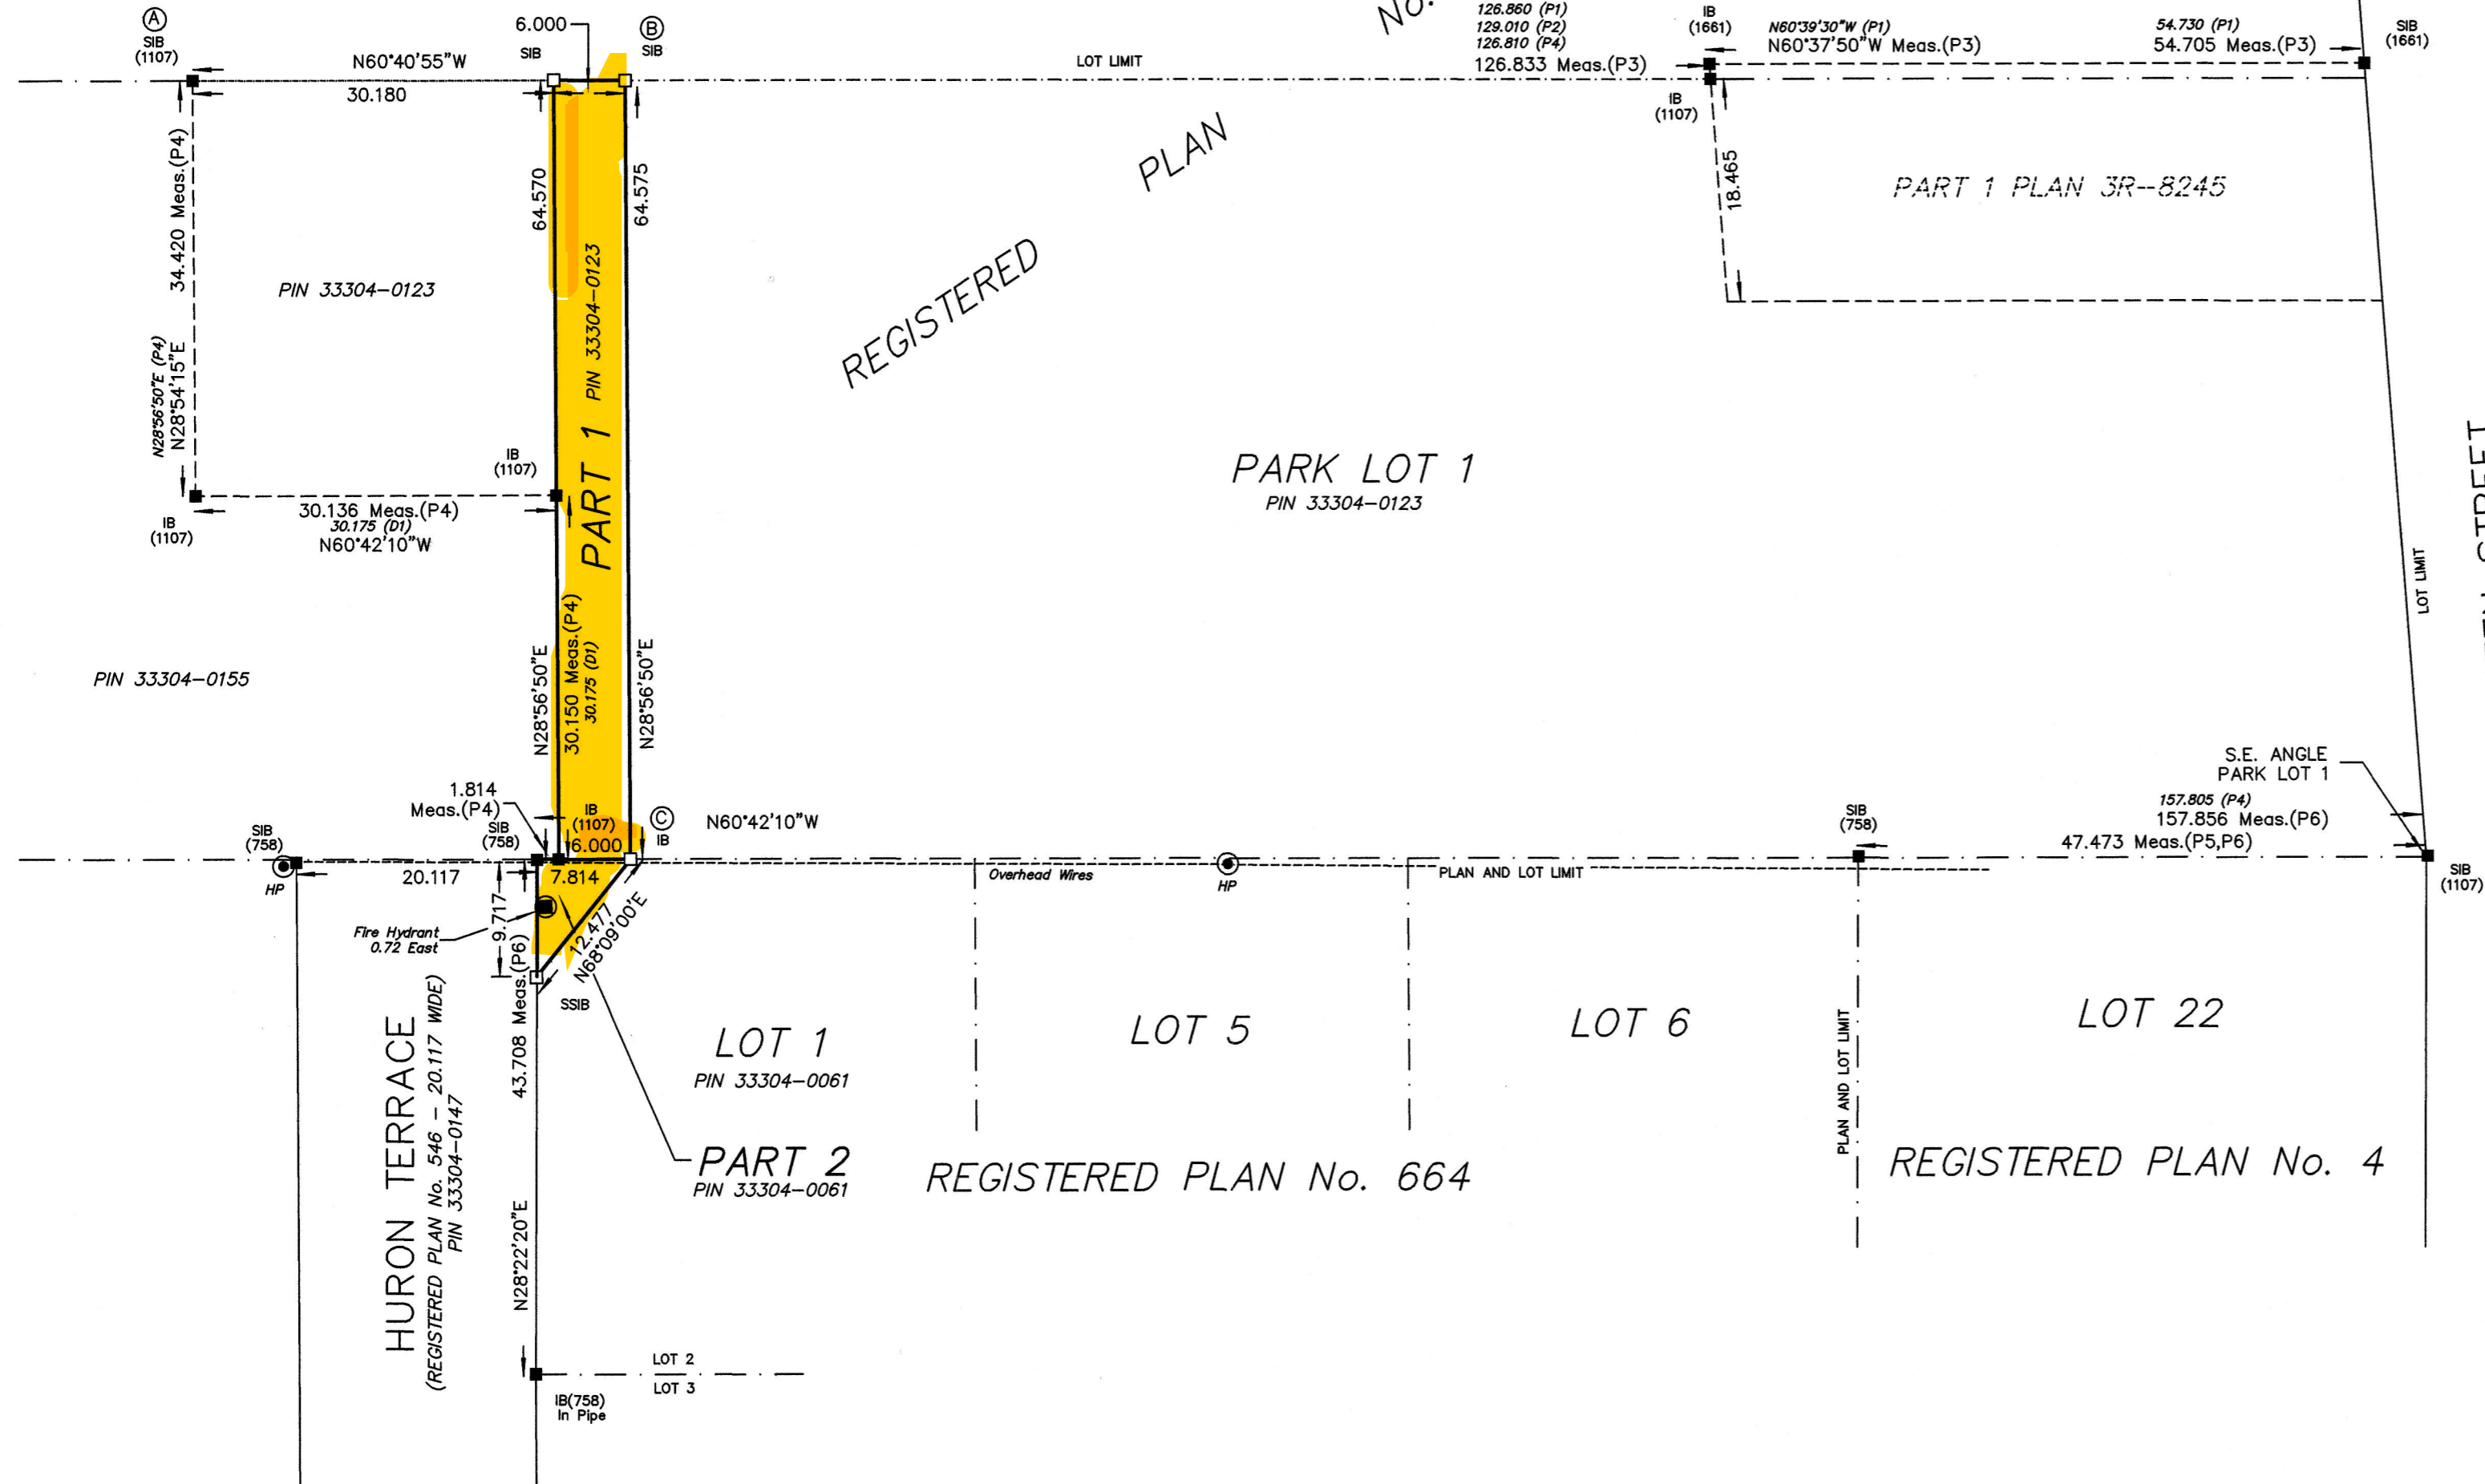 A
SIB
(1107)
N60°40'55"W
30.180
6.000
SIB
B
SIB
LOT LIMIT
No.
126.860 (P1)
129.010 (P2)
126.810 (P4)
126.833 Meas.(P3)
IB
(1661)
N60°39'30"W (P1)
N60°37'50"W Meas.(P3)
54.730 (P1)
54.705 Meas.(P3)
SIB
(1661)
IB
(1107)
18.465
PART 1 PLAN 3R--8245
PLAN
REGISTERED
34.420 Meas.(P4)
N28°56'50"E (P4)
N28°54'15"E
PIN 33304-0123
64.570
64.575
PART 1 PIN 33304-0123
IB
(1107)
IB
(1107)
30.136 Meas.(P4)
30.175 (D1)
N60°42'10"W
PARK LOT 1
PIN 33304-0123
STREET
LOT LIMIT
PIN 33304-0155
N28°56'50"E
30.150 Meas.(P4)
30.175 (D1)
N28°56'50"E
1.814
Meas.(P4)
SIB
(758)
SIB
(758)
IB
(1107)
6.000
C
IB
N60°42'10"W
S.E. ANGLE
PARK LOT 1
157.805 (P4)
157.856 Meas.(P6)
47.473 Meas.(P5,P6)
SIB
(758)
SIB
(1107)
HP
20.117
7.814
Overhead Wires
HP
PLAN AND LOT LIMIT
9.717
12.477
N68°09'00"E
Fire Hydrant
0.72 East
SSIB
43.708 Meas.(P6)
N28°22'20"E
HURON TERRACE
(REGISTERED PLAN No. 546 - 20.117 WIDE)
PIN 33304-0147
LOT 1
PIN 33304-0061
LOT 5
LOT 6
PLAN AND LOT LIMIT
LOT 22
PART 2
PIN 33304-0061
REGISTERED PLAN No. 664
REGISTERED PLAN No. 4
LOT 2
LOT 3
IB(758)
In Pipe